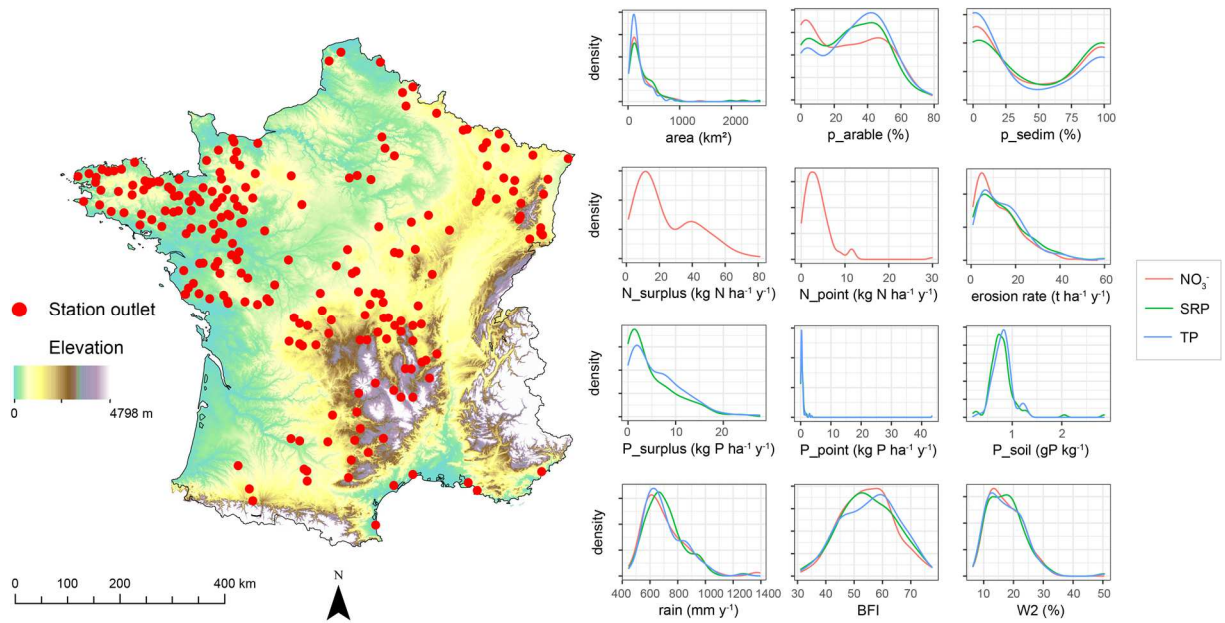 Station outlet
Elevation
0 4798 m
0 100 200 400 km
N
density
0 1000 2000
area (km²)
0 20 40 60 80
p_arable (%)
0 25 50 75 100
p_sedim (%)
density
0 20 40 60 80
N_surplus (kg N ha⁻¹ y⁻¹)
0 10 20 30
N_point (kg N ha⁻¹ y⁻¹)
0 20 40 60
erosion rate (t ha⁻¹ y⁻¹)
density
0 10 20
P_surplus (kg P ha⁻¹ y⁻¹)
0 10 20 30 40
P_point (kg P ha⁻¹ y⁻¹)
1 2
P_soil (gP kg⁻¹)
density
400 600 800 1000 1200 1400
rain (mm y⁻¹)
30 40 50 60 70
BFI
10 20 30 40 50
W2 (%)
NO₃⁻
SRP
TP